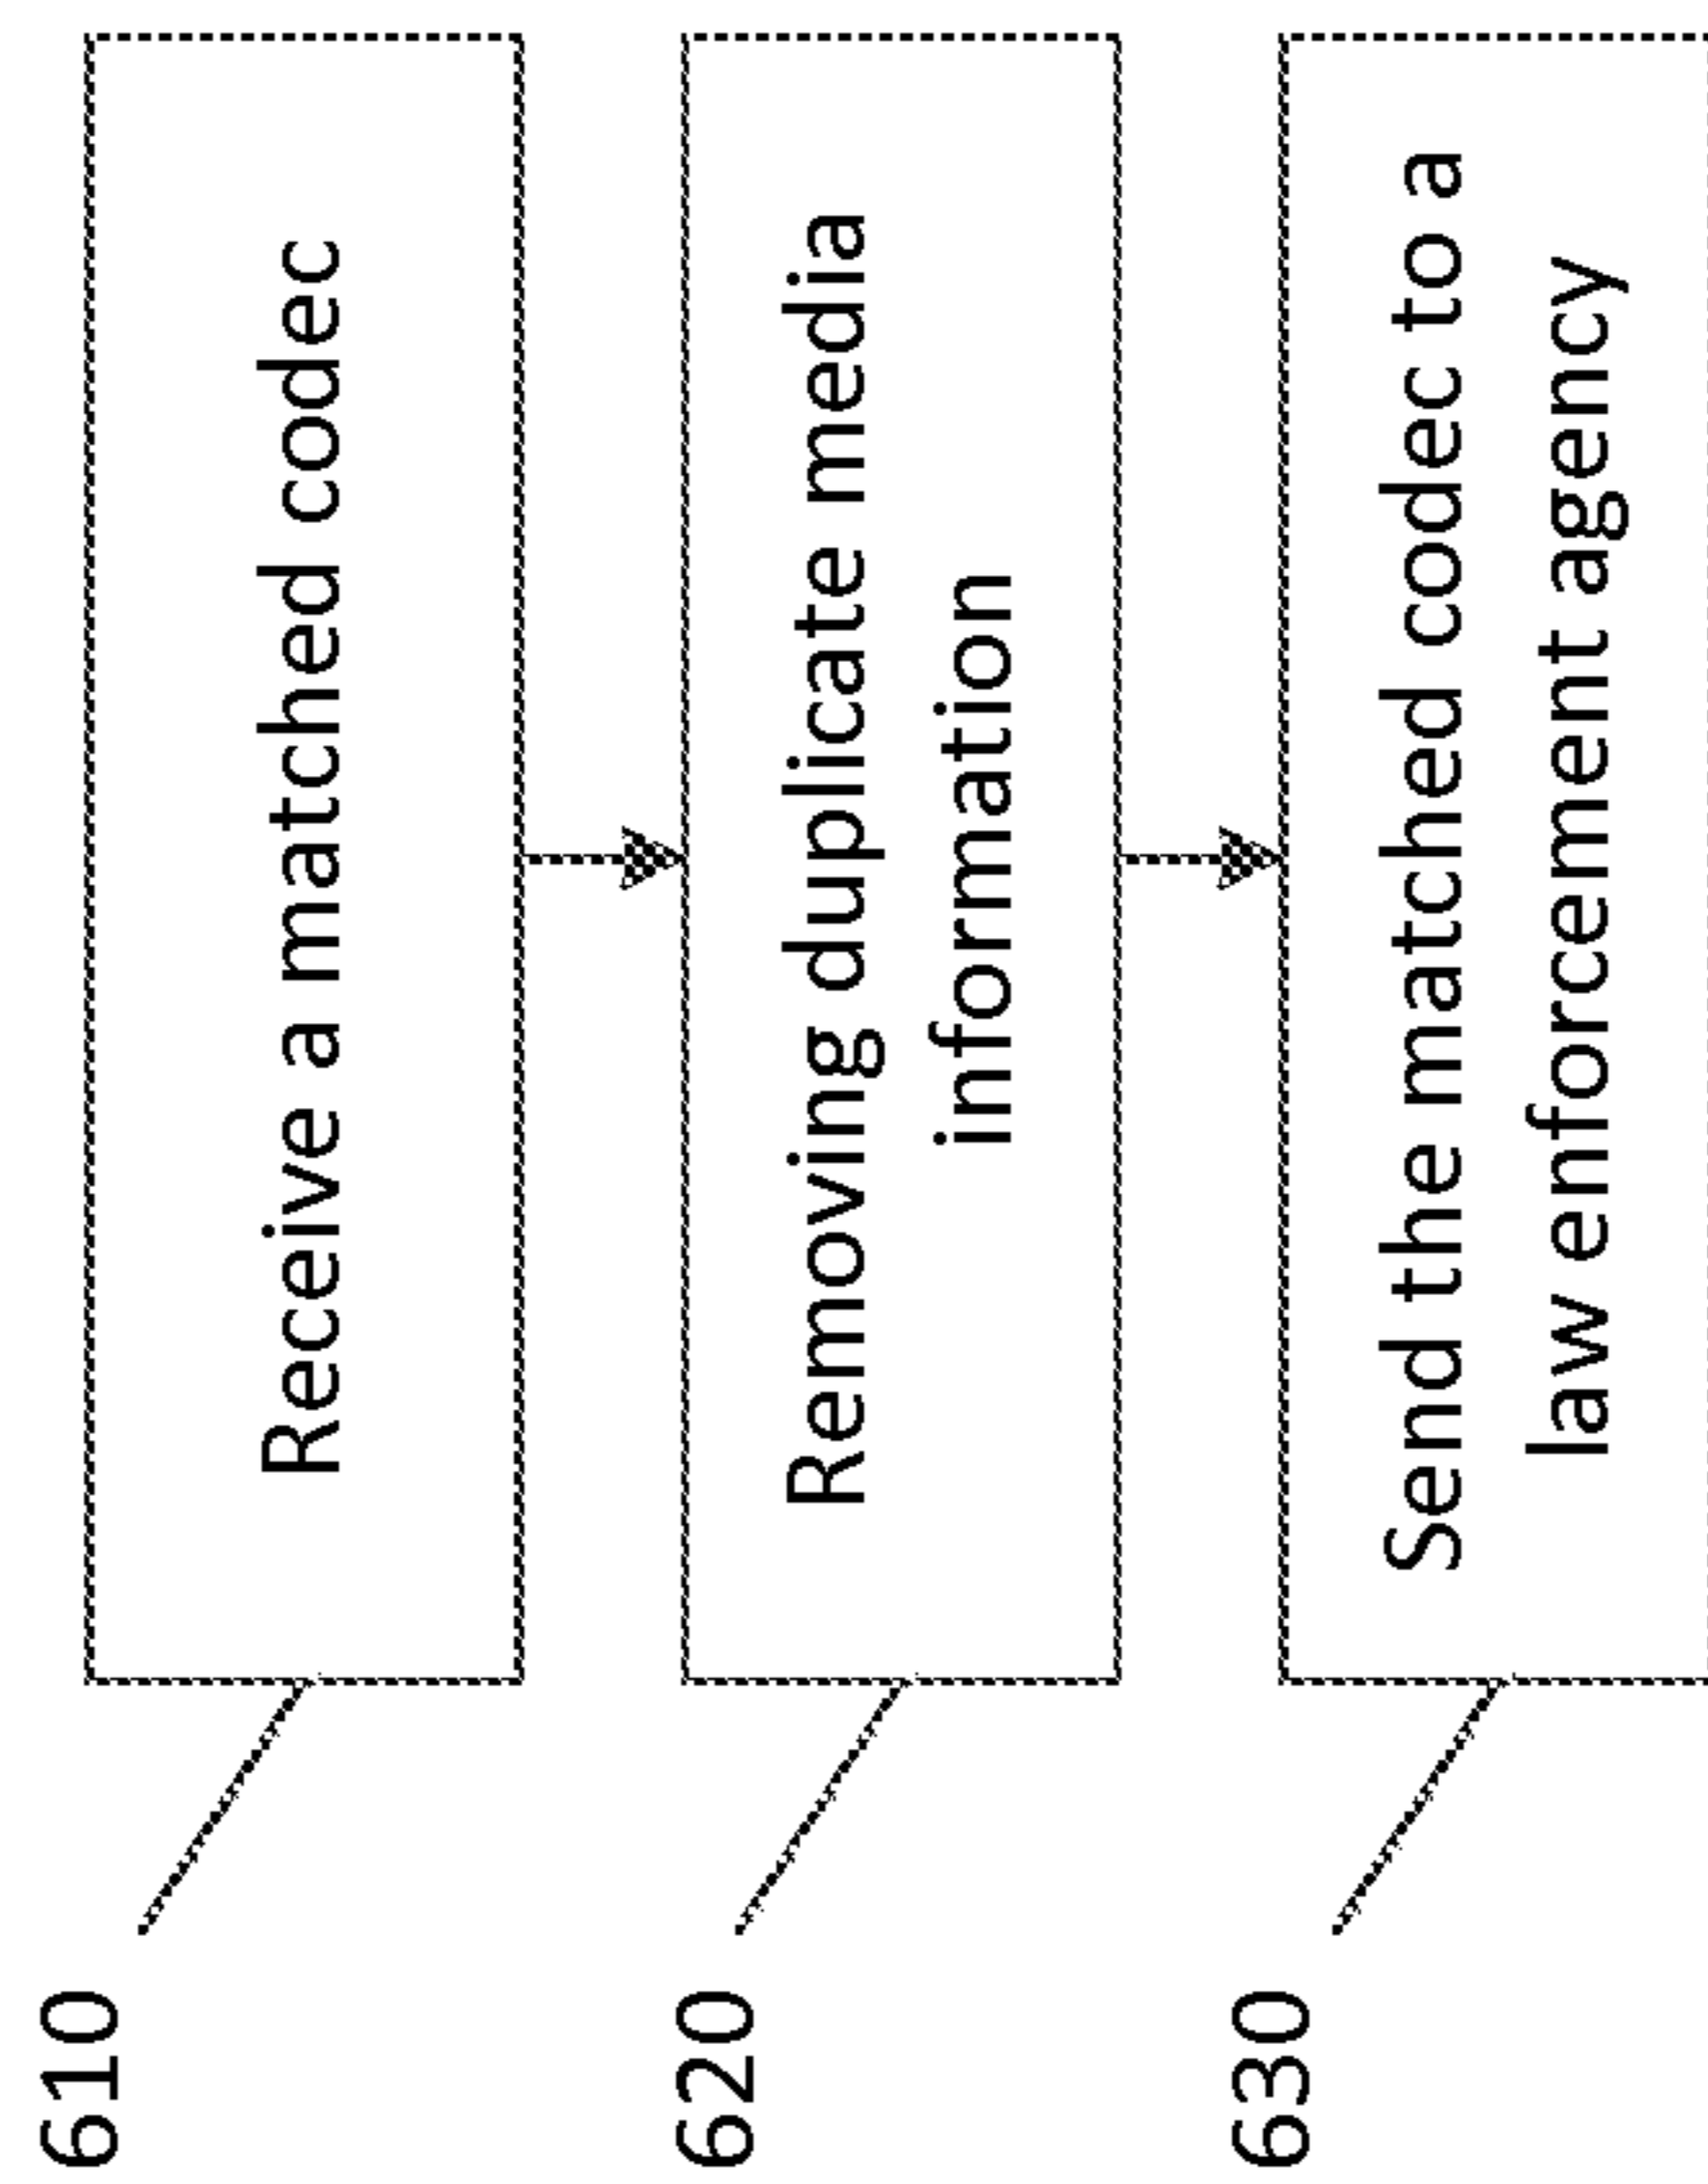 610
Receive a matched codec
620
Removing duplicate media
information
630
Send the matched codec to a
law enforcement agency